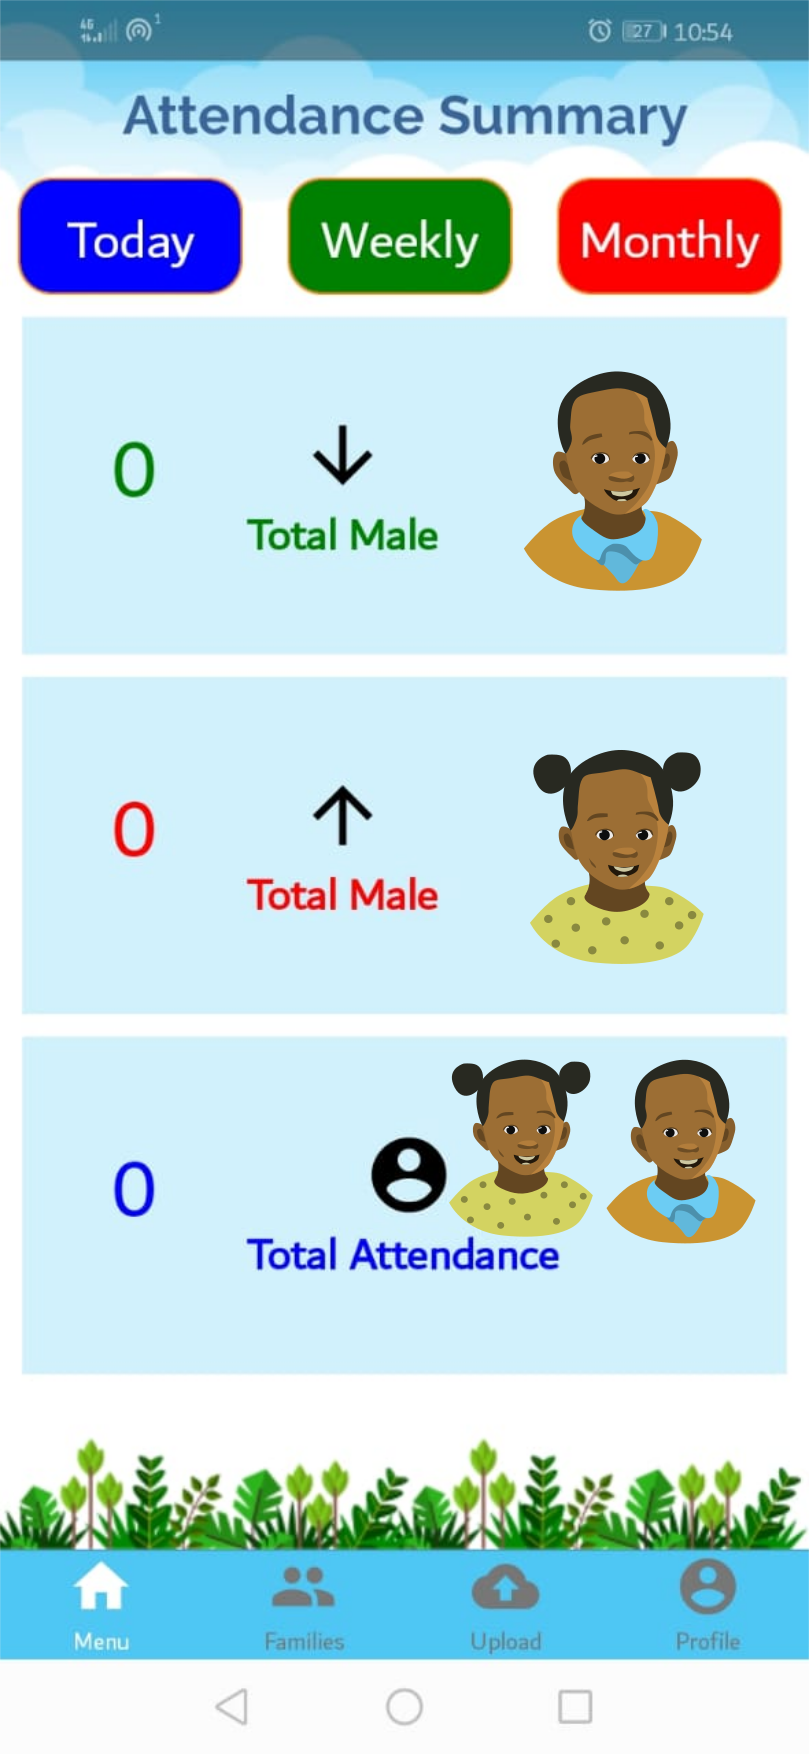 4G 1 27 10:54
Attendance Summary
Today Weekly Monthly
0
Total Male
0
Total Male
0
Total Attendance
Menu Families Upload Profile